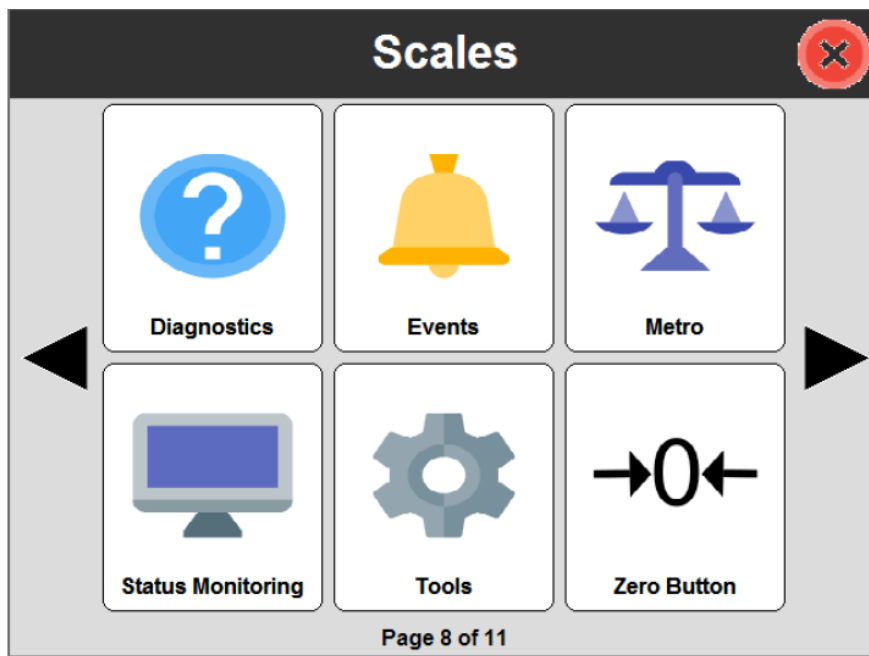 Scales
?
Diagnostics
Events
Metro
→0←
Status Monitoring
Tools
Zero Button
Page 8 of 11